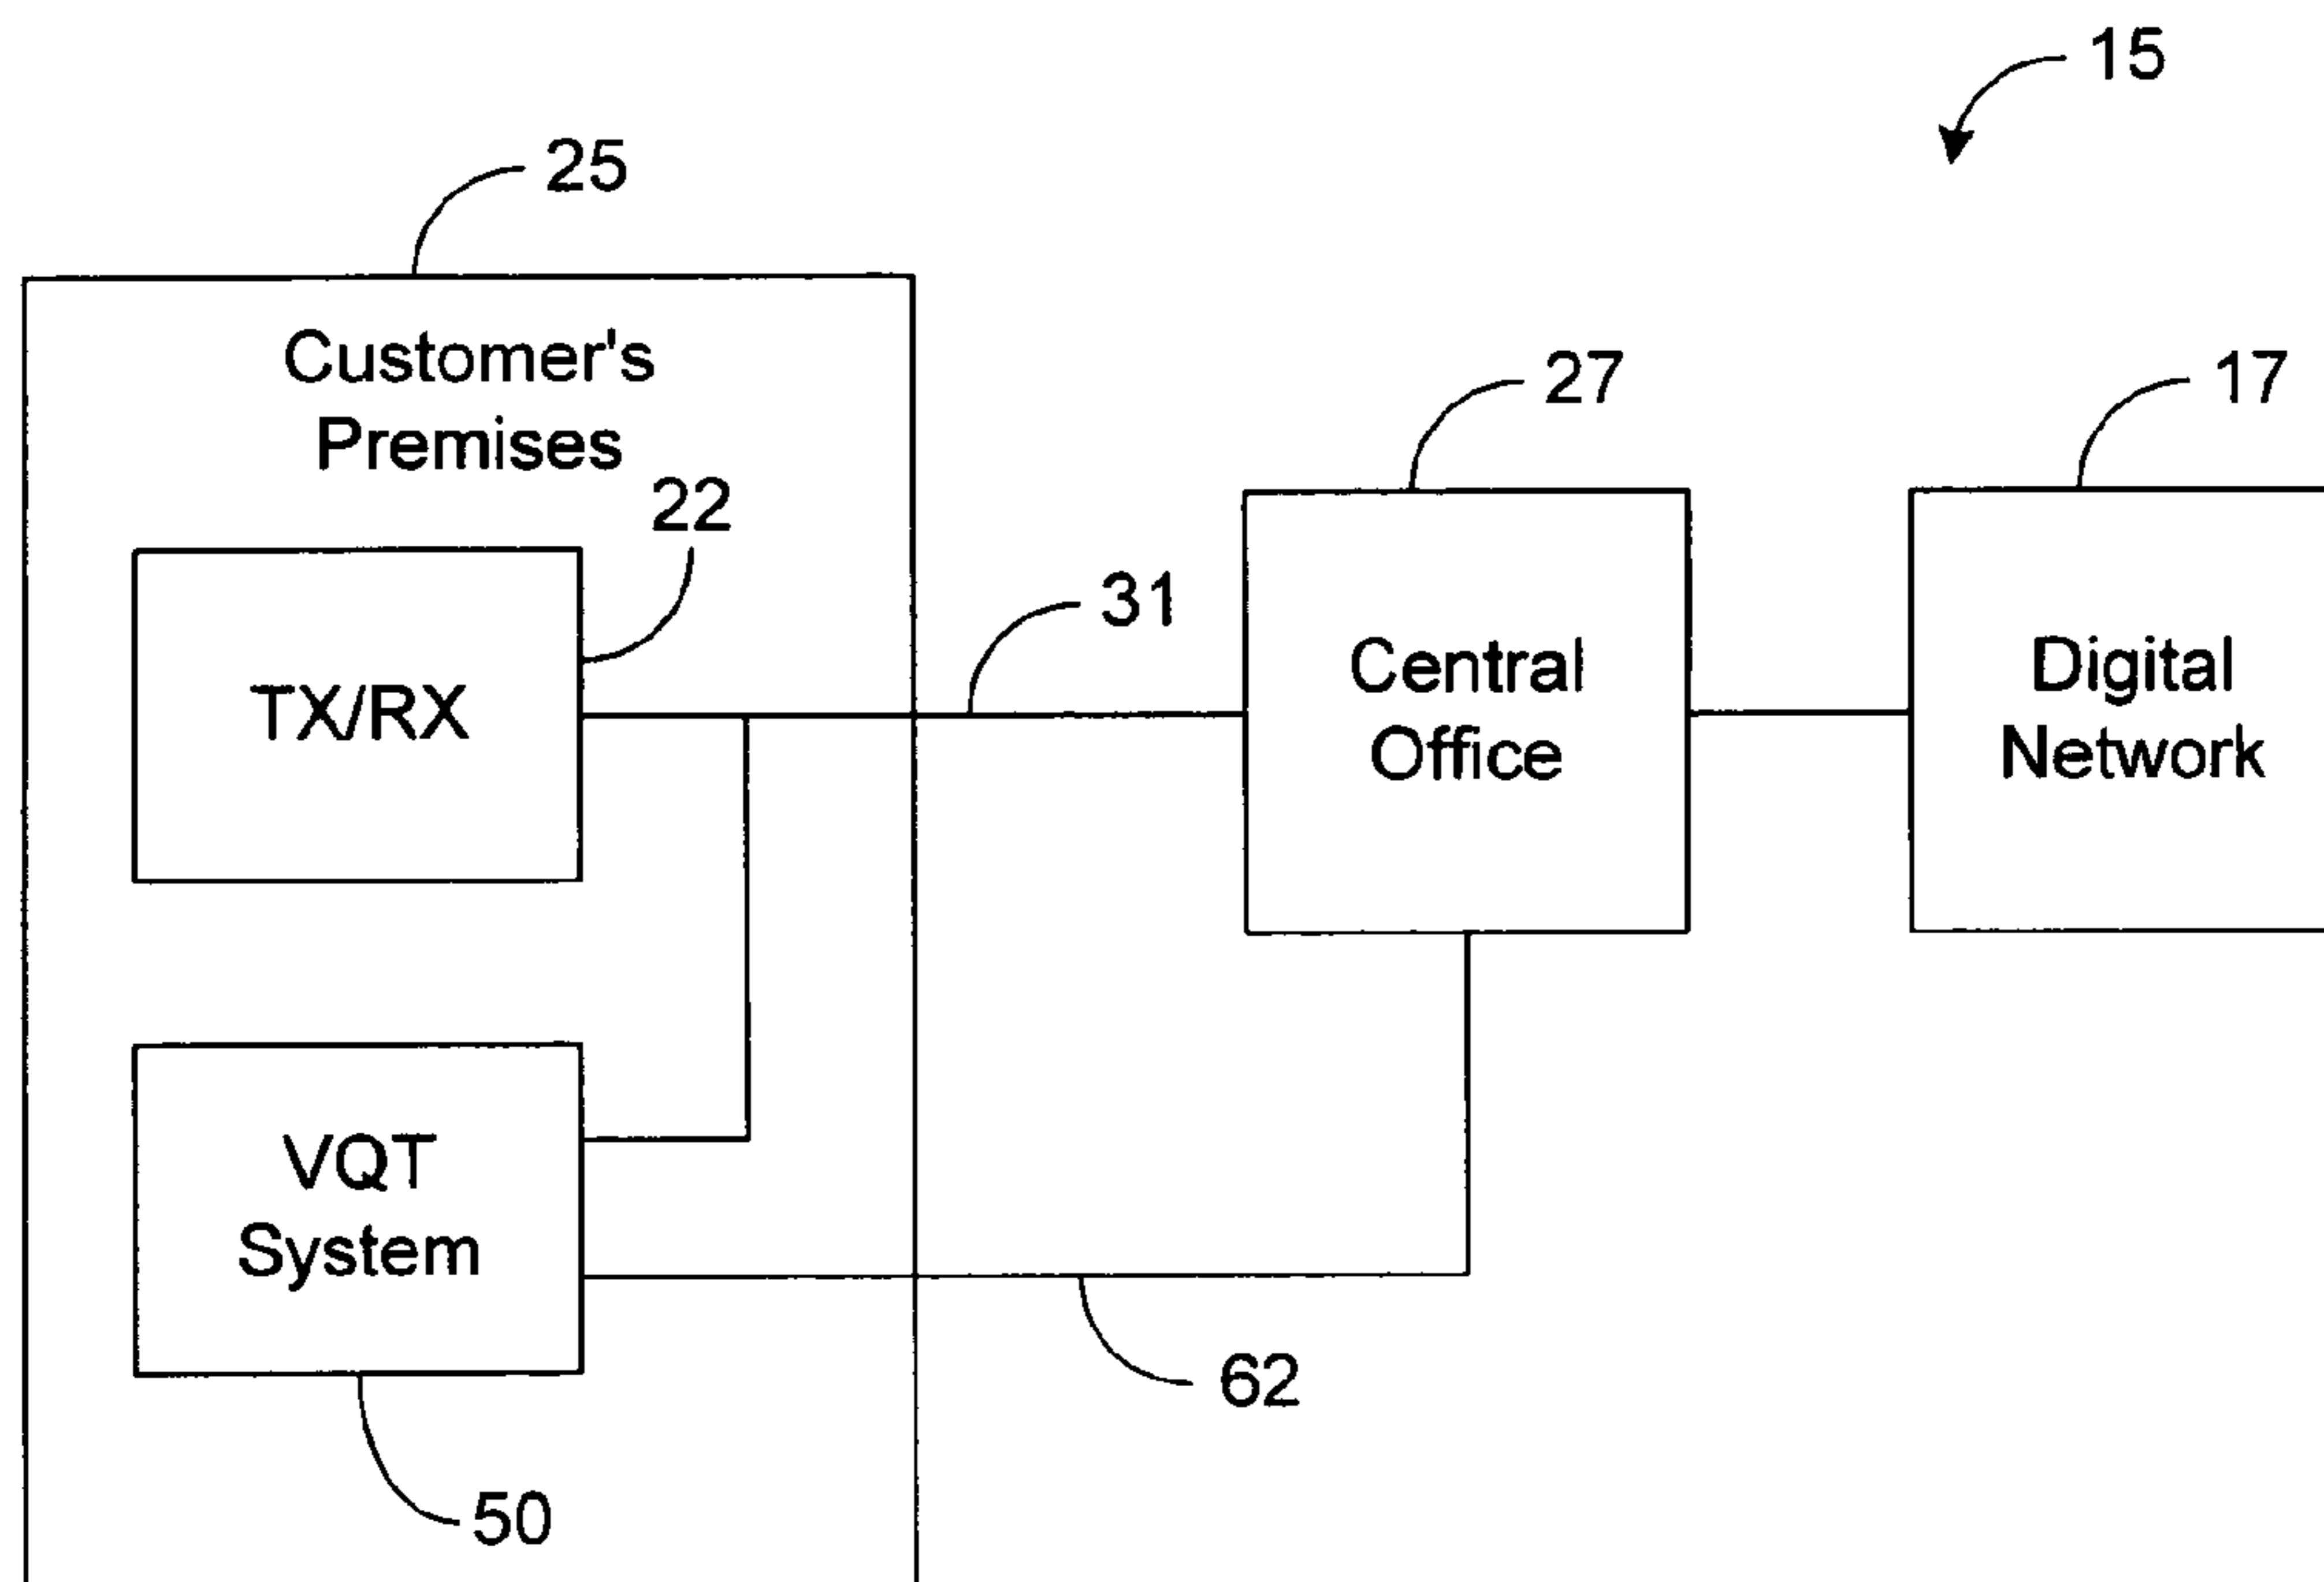 15
25
Customer's
Premises
27
17
22
31
TX/RX
Central
Office
Digital
Network
VQT
System
62
50